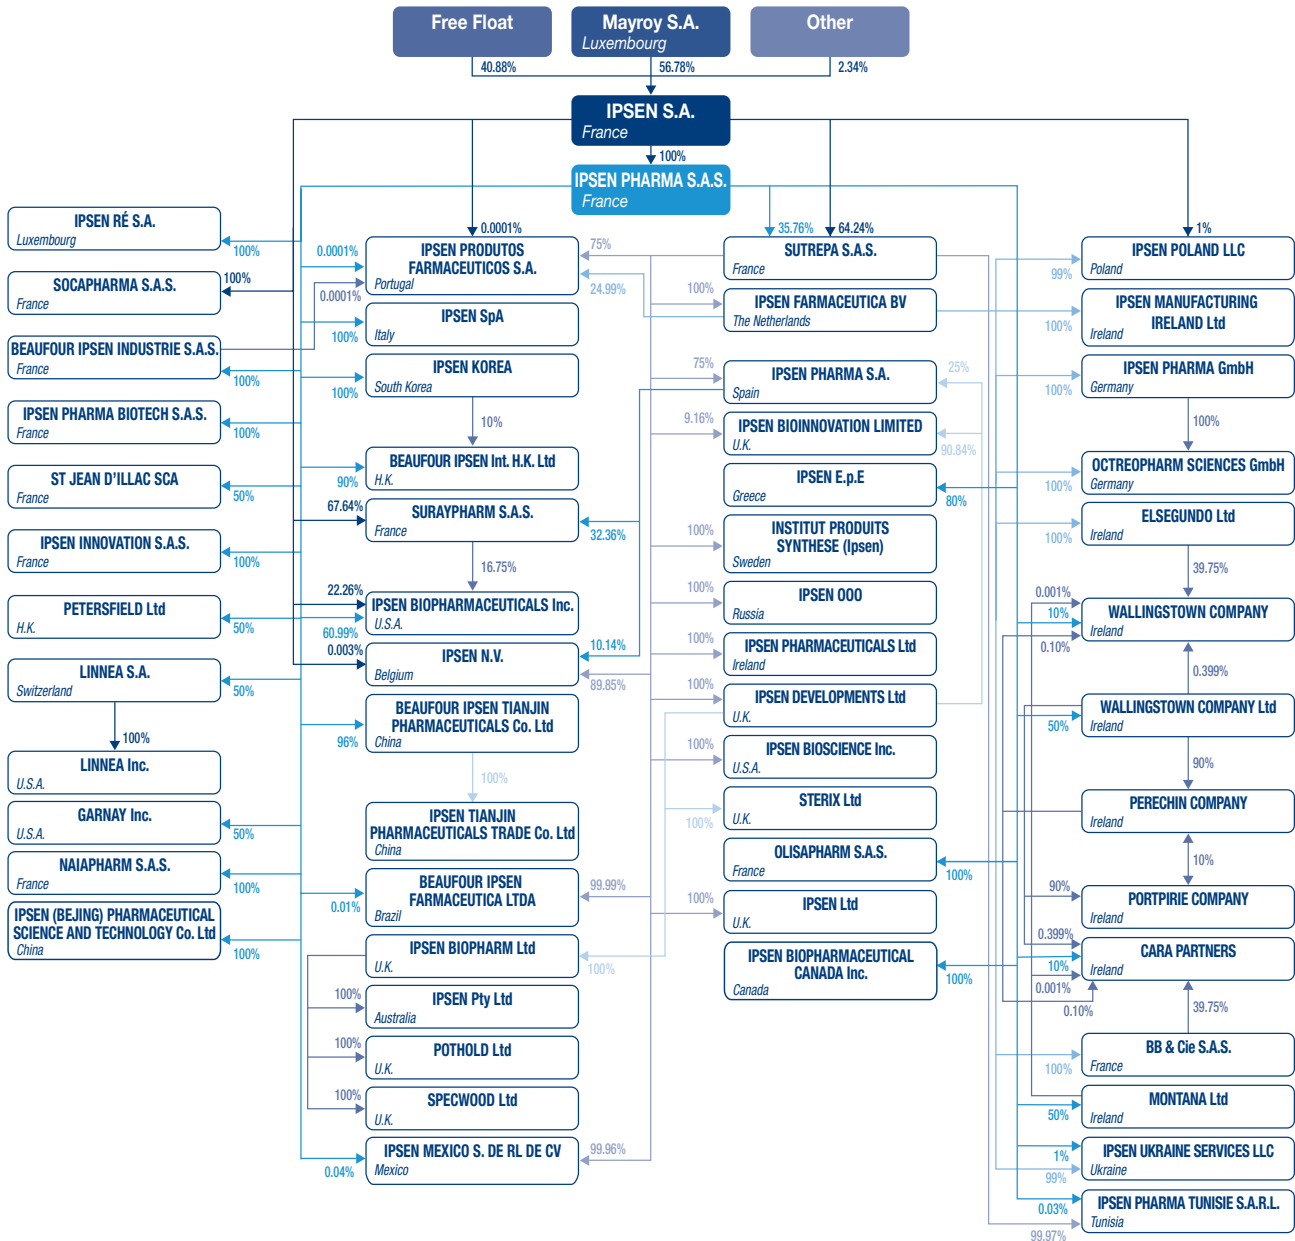 Free Float
Mayroy S.A.
Luxembourg
Other
40.88%
56.78%
2.34%
IPSEN S.A.
France
100%
IPSEN PHARMA S.A.S.
France
IPSEN RÉ S.A.
Luxembourg
100%
SOCAPHARMA S.A.S.
France
100%
BEAUFOUR IPSEN INDUSTRIE S.A.S.
France
100%
IPSEN PHARMA BIOTECH S.A.S.
France
100%
ST JEAN D'ILLAC SCA
France
50%
IPSEN INNOVATION S.A.S.
France
100%
PETERSFIELD Ltd
H.K.
50%
LINNEA S.A.
Switzerland
50%
100%
LINNEA Inc.
U.S.A.
GARNAY Inc.
U.S.A.
50%
NAIAPHARM S.A.S.
France
100%
IPSEN (BEJING) PHARMACEUTICAL
SCIENCE AND TECHNOLOGY Co. Ltd
China
100%
0.0001%
0.0001%
0.0001%
IPSEN PRODUTOS
FARMACEUTICOS S.A.
Portugal
75%
24.99%
IPSEN SpA
Italy
100%
IPSEN KOREA
South Korea
100%
10%
BEAUFOUR IPSEN Int. H.K. Ltd
H.K.
90%
67.64%
SURAYPHARM S.A.S.
France
32.36%
16.75%
22.26%
IPSEN BIOPHARMACEUTICALS Inc.
U.S.A.
60.99%
0.003%
IPSEN N.V.
Belgium
10.14%
89.85%
BEAUFOUR IPSEN TIANJIN
PHARMACEUTICALS Co. Ltd
China
96%
100%
IPSEN TIANJIN
PHARMACEUTICALS TRADE Co. Ltd
China
BEAUFOUR IPSEN
FARMACEUTICA LTDA
Brazil
0.01%
99.99%
IPSEN BIOPHARM Ltd
U.K.
100%
100%
IPSEN Pty Ltd
Australia
100%
POTHOLD Ltd
U.K.
100%
SPECWOOD Ltd
U.K.
IPSEN MEXICO S. DE RL DE CV
Mexico
0.04%
99.96%
35.76%
64.24%
SUTREPA S.A.S.
France
100%
IPSEN FARMACEUTICA BV
The Netherlands
75%
IPSEN PHARMA S.A.
Spain
25%
9.16%
IPSEN BIOINNOVATION LIMITED
U.K.
90.84%
IPSEN E.p.E
Greece
80%
100%
INSTITUT PRODUITS
SYNTHESE (Ipsen)
Sweden
100%
IPSEN OOO
Russia
100%
IPSEN PHARMACEUTICALS Ltd
Ireland
100%
IPSEN DEVELOPMENTS Ltd
U.K.
100%
IPSEN BIOSCIENCE Inc.
U.S.A.
STERIX Ltd
U.K.
100%
OLISAPHARM S.A.S.
France
100%
100%
IPSEN Ltd
U.K.
IPSEN BIOPHARMACEUTICAL
CANADA Inc.
Canada
100%
1%
IPSEN POLAND LLC
Poland
99%
IPSEN MANUFACTURING
IRELAND Ltd
Ireland
100%
IPSEN PHARMA GmbH
Germany
100%
100%
OCTREOPHARM SCIENCES GmbH
Germany
100%
ELSEGUNDO Ltd
Ireland
100%
39.75%
0.001%
10%
0.10%
WALLINGSTOWN COMPANY
Ireland
0.399%
WALLINGSTOWN COMPANY Ltd
Ireland
50%
90%
PERECHIN COMPANY
Ireland
10%
90%
PORTPIRIE COMPANY
Ireland
0.399%
CARA PARTNERS
Ireland
10%
0.001%
0.10%
39.75%
BB & Cie S.A.S.
France
100%
MONTANA Ltd
Ireland
50%
IPSEN UKRAINE SERVICES LLC
Ukraine
1%
99%
IPSEN PHARMA TUNISIE S.A.R.L.
Tunisia
0.03%
99.97%